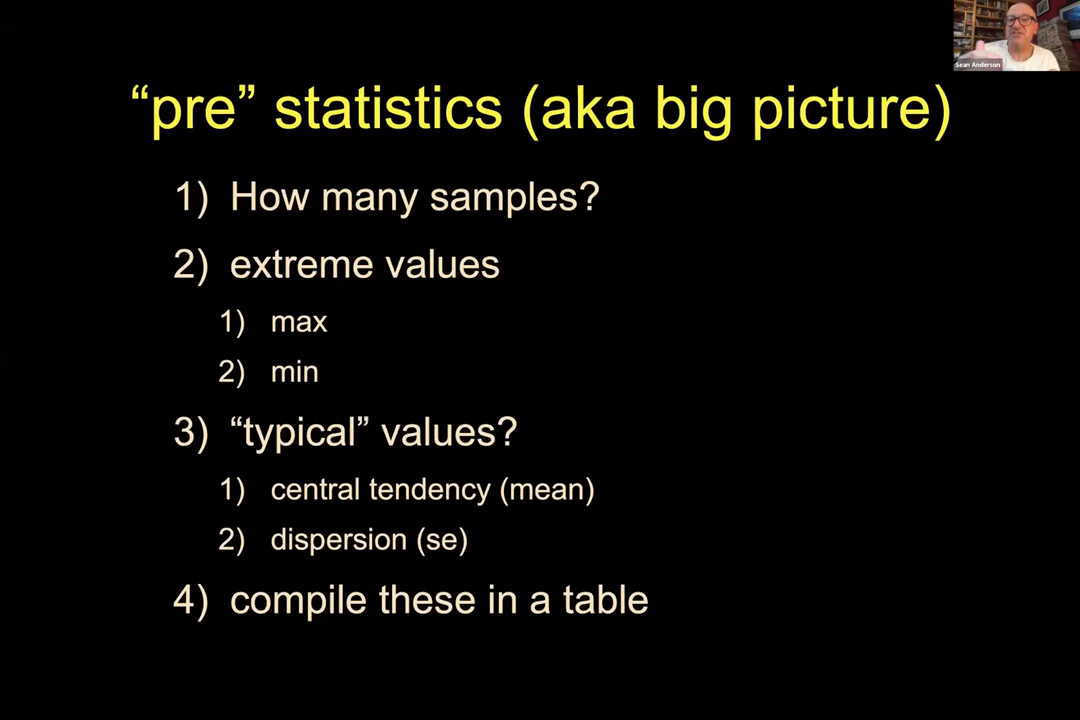 Sean Anderson
“pre” statistics (aka big picture)
1) How many samples?
2) extreme values
1) max
2) min
3) “typical” values?
1) central tendency (mean)
2) dispersion (se)
4) compile these in a table